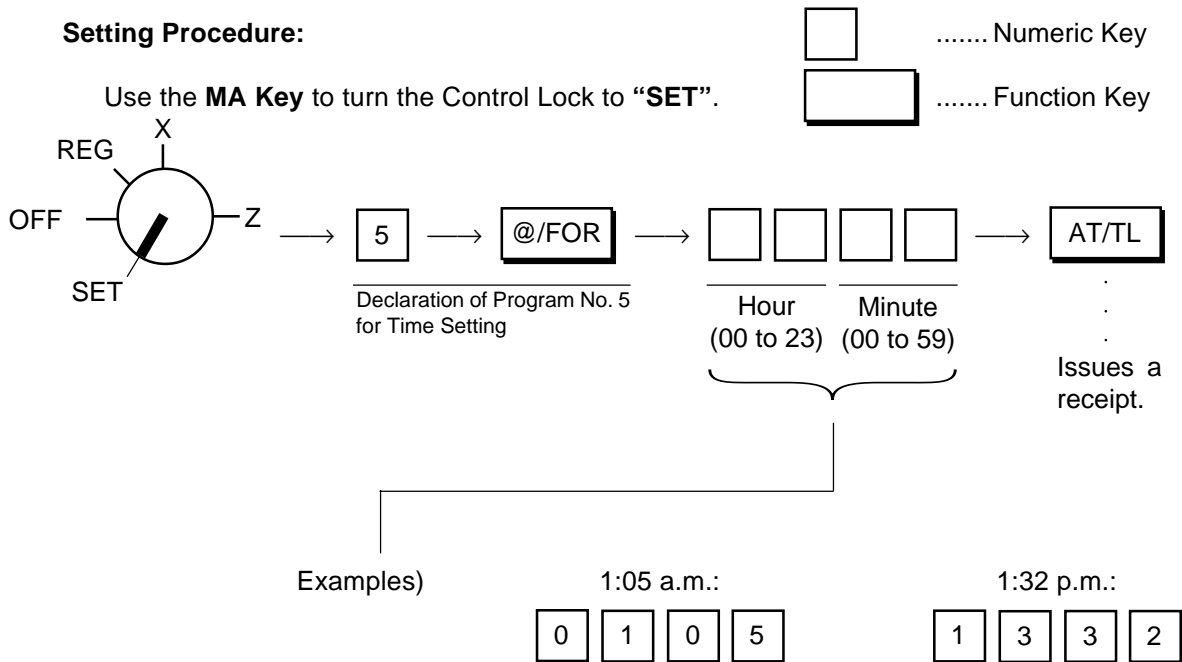 Setting Procedure:
....... Numeric Key
Use the MA Key to turn the Control Lock to “SET”.
....... Function Key
X
REG
OFF
Z
SET
5
@/FOR
AT/TL
Declaration of Program No. 5
for Time Setting
Hour
(00 to 23)
Minute
(00 to 59)
.
.
.
Issues a
receipt.
Examples)
1:05 a.m.:
1:32 p.m.:
0 1 0 5
1 3 3 2